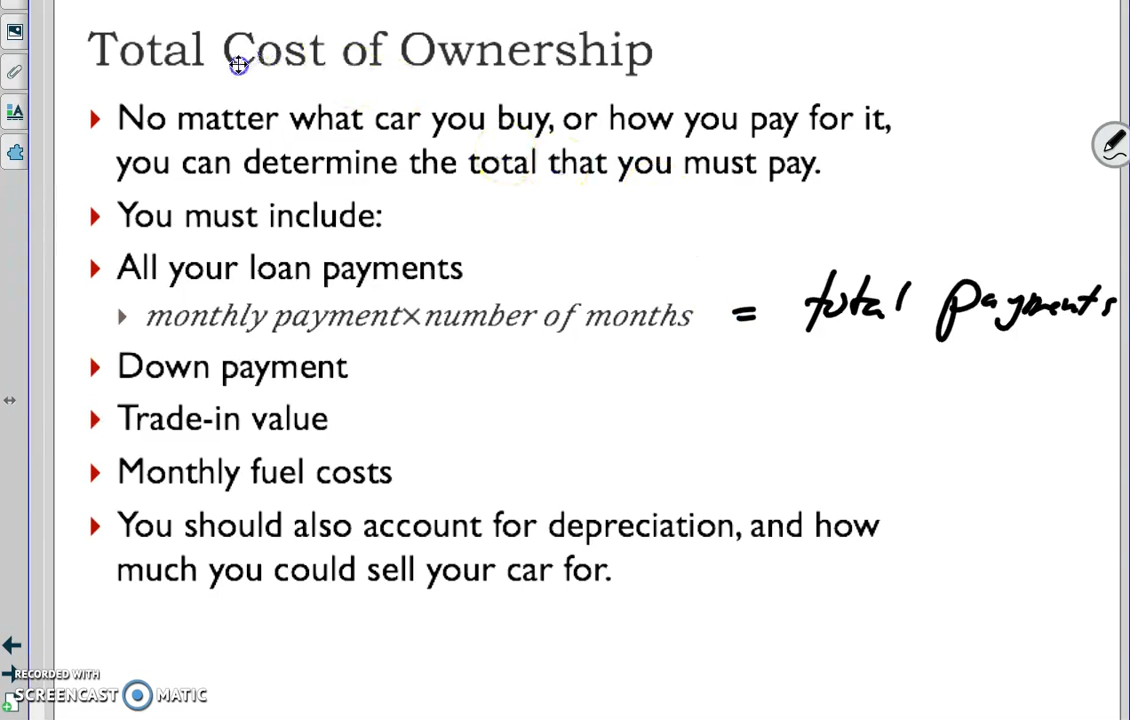 Total Cost of Ownership
No matter what car you buy, or how you pay for it,
you can determine the total that you must pay.
You must include:
All your loan payments
monthly payment×number of months = total payments
Down payment
Trade-in value
Monthly fuel costs
You should also account for depreciation, and how
much you could sell your car for.
RECORDED WITH
SCREENCAST MATIC